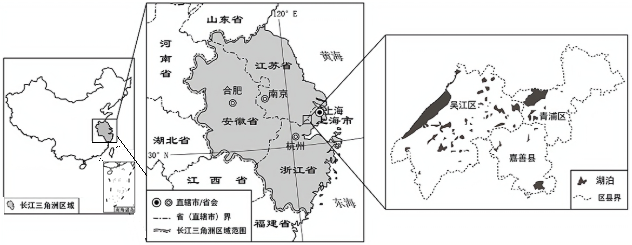 长江三角洲区域
120° E
山东省
黄海
河
南
省
江苏省
合肥
南京
上海
上海市
安徽省
湖北省
杭州
30° N
浙江省
江 西 省
东海
福建省
直辖市/省会
省（直辖市）界
长江三角洲区域范围
吴江区
青浦区
嘉善县
湖泊
区县界